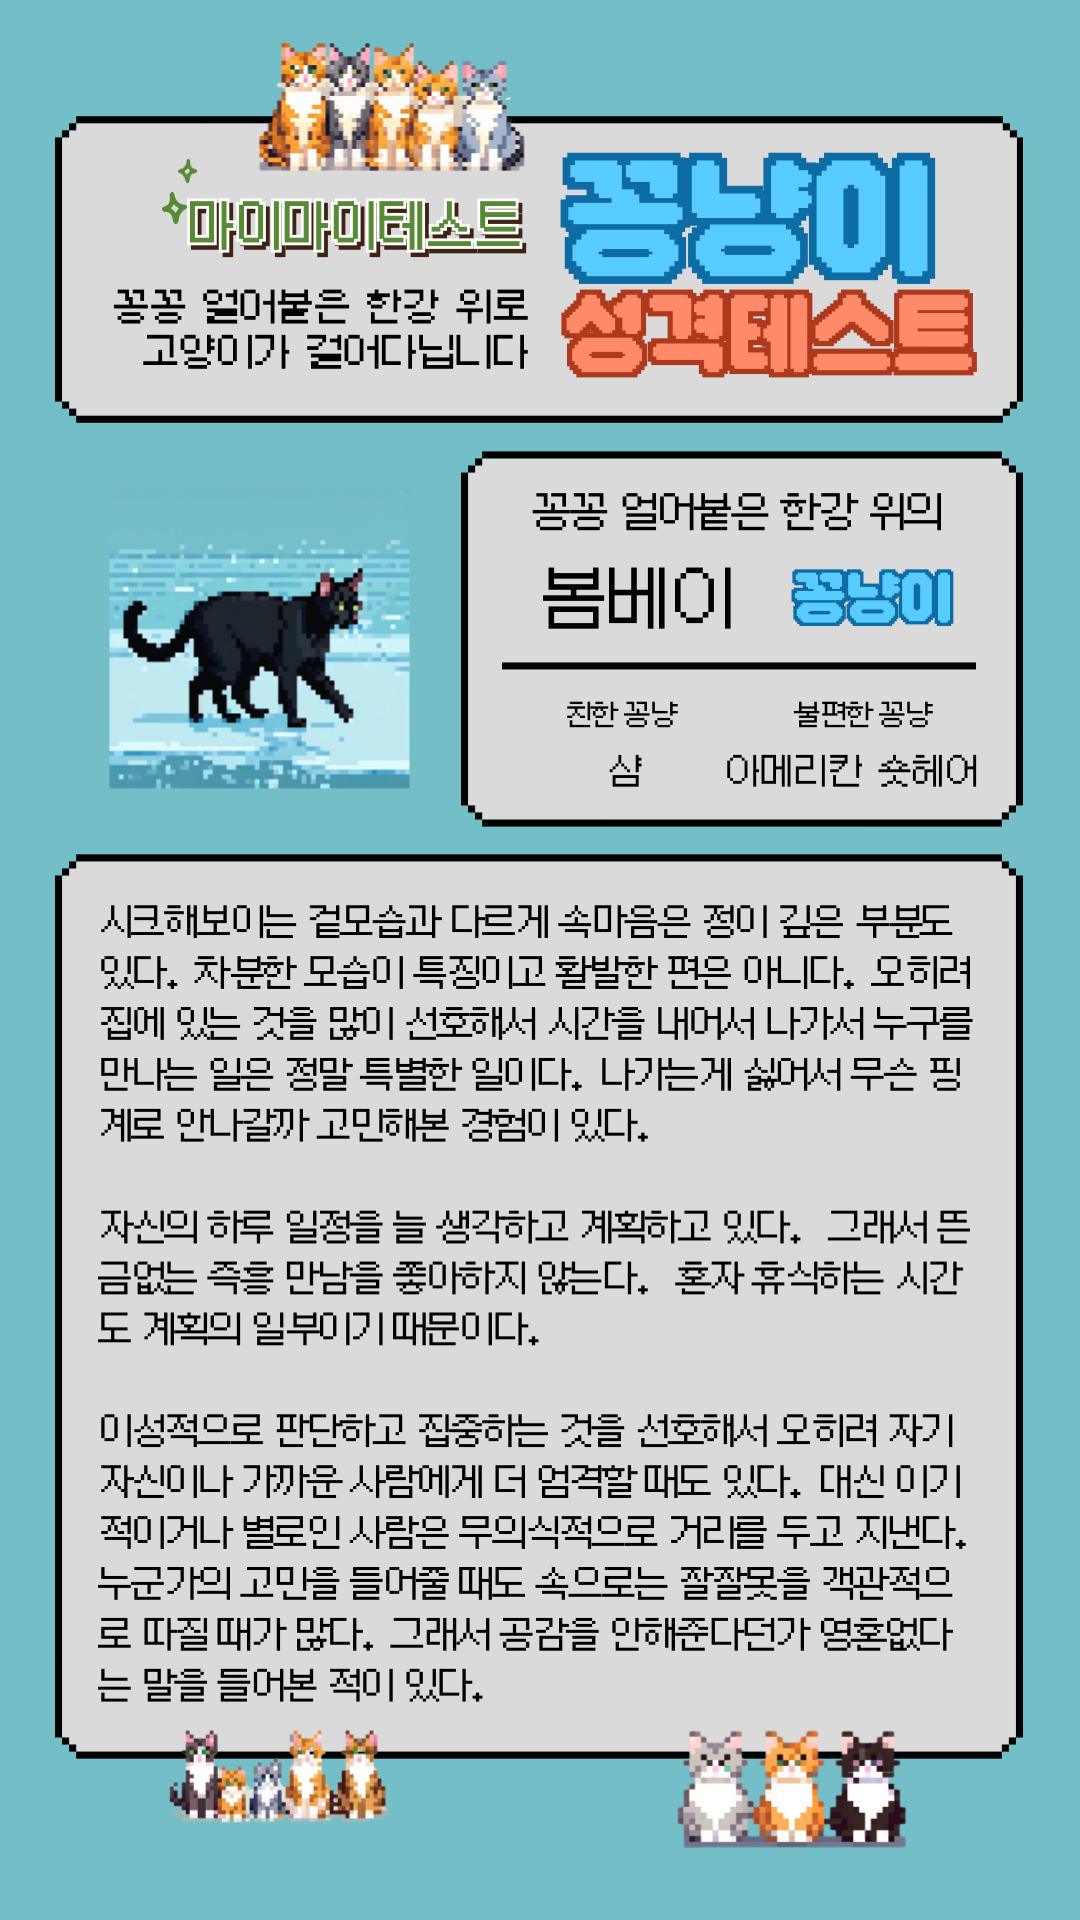 마이마이테스트
꽁꽁 얼어붙은 한강 위로
고양이가 걸어다닙니다
꽁냥이
성격테스트
꽁꽁 얼어붙은 한강 위의
봄베이 꽁냥이
친한 꽁냥 불편한 꽁냥
샴 아메리칸 숏헤어
시크해보이는 겉모습과 다르게 속마음은 정이 깊은 부분도
있다. 차분한 모습이 특징이고 활발한 편은 아니다. 오히려
집에 있는 것을 많이 선호해서 시간을 내어서 나가서 누구를
만나는 일은 정말 특별한 일이다. 나가는게 싫어서 무슨 핑
계로 안나갈까 고민해본 경험이 있다.
자신의 하루 일정을 늘 생각하고 계획하고 있다. 그래서 뜬
금없는 즉흥 만남을 좋아하지 않는다. 혼자 휴식하는 시간
도 계획의 일부이기 때문이다.
이성적으로 판단하고 집중하는 것을 선호해서 오히려 자기
자신이나 가까운 사람에게 더 엄격할 때도 있다. 대신 이기
적이거나 별로인 사람은 무의식적으로 거리를 두고 지낸다.
누군가의 고민을 들어줄 때도 속으로는 잘잘못을 객관적으
로 따질 때가 많다. 그래서 공감을 안해준다던가 영혼없다
는 말을 들어본 적이 있다.